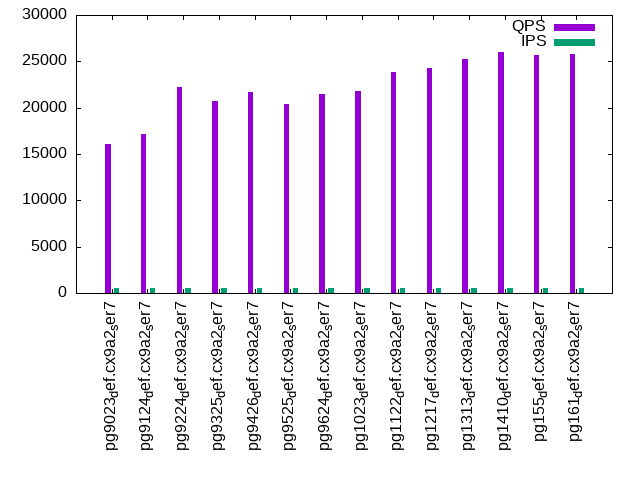 30000
25000
20000
15000
10000
5000
0
QPS
IPS
pg9023def.cx9a2ser7
pg9124def.cx9a2ser7
pg9224def.cx9a2ser7
pg9325def.cx9a2ser7
pg9426def.cx9a2ser7
pg9525def.cx9a2ser7
pg9624def.cx9a2ser7
pg1023def.cx9a2ser7
pg1122def.cx9a2ser7
pg1217def.cx9a2ser7
pg1313def.cx9a2ser7
pg1410def.cx9a2ser7
pg155def.cx9a2ser7
pg161def.cx9a2ser7